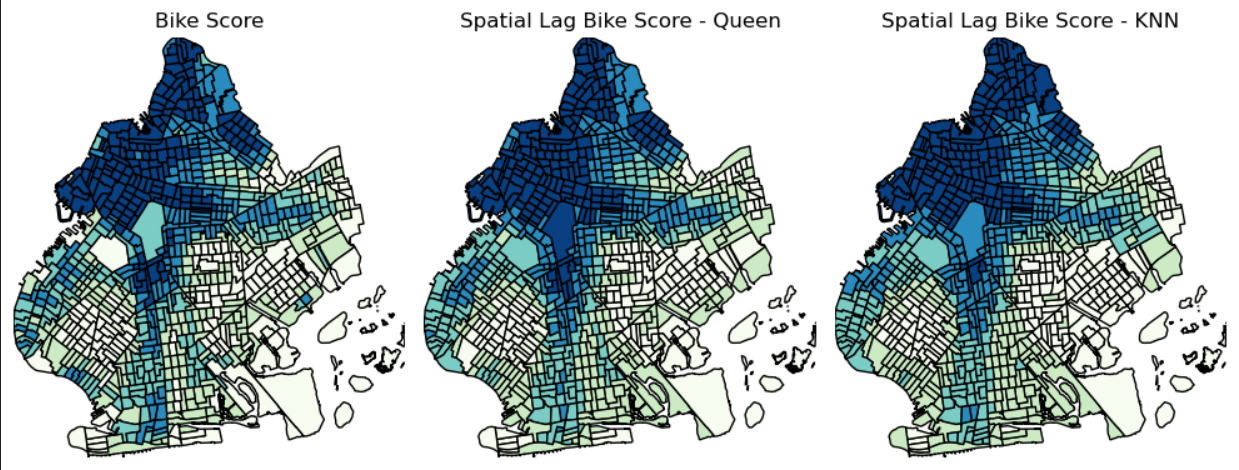 Bike Score
Spatial Lag Bike Score - Queen
Spatial Lag Bike Score - KNN